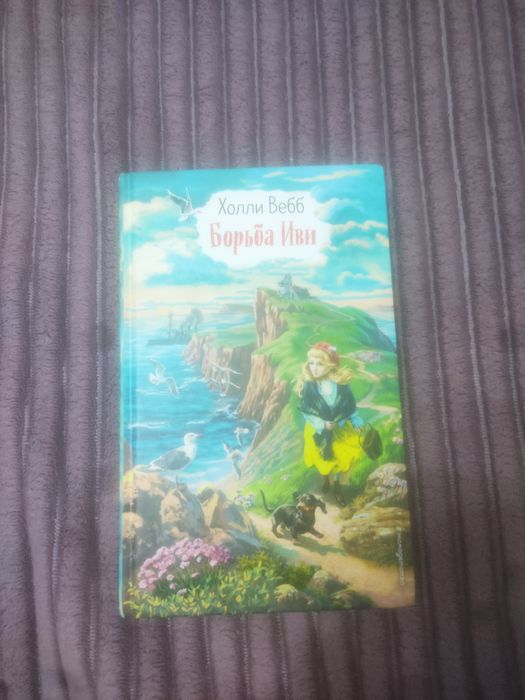 Холли Вебб
Борьба Иви